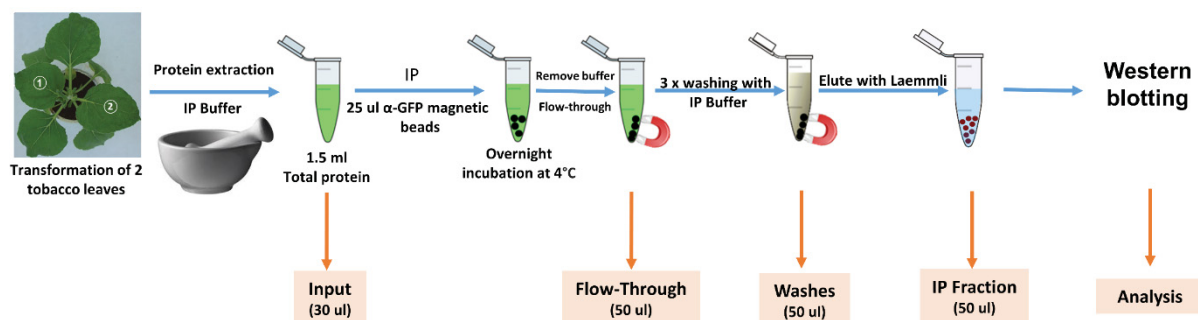 ①
②
Transformation of 2
tobacco leaves
Protein extraction
IP Buffer
1.5 ml
Total protein
IP
25 ul α-GFP magnetic
beads
Overnight
incubation at 4°C
Remove buffer
Flow-through
3 x washing with
IP Buffer
Elute with Laemmli
Western
blotting
Input
(30 ul)
Flow-Through
(50 ul)
Washes
(50 ul)
IP Fraction
(50 ul)
Analysis